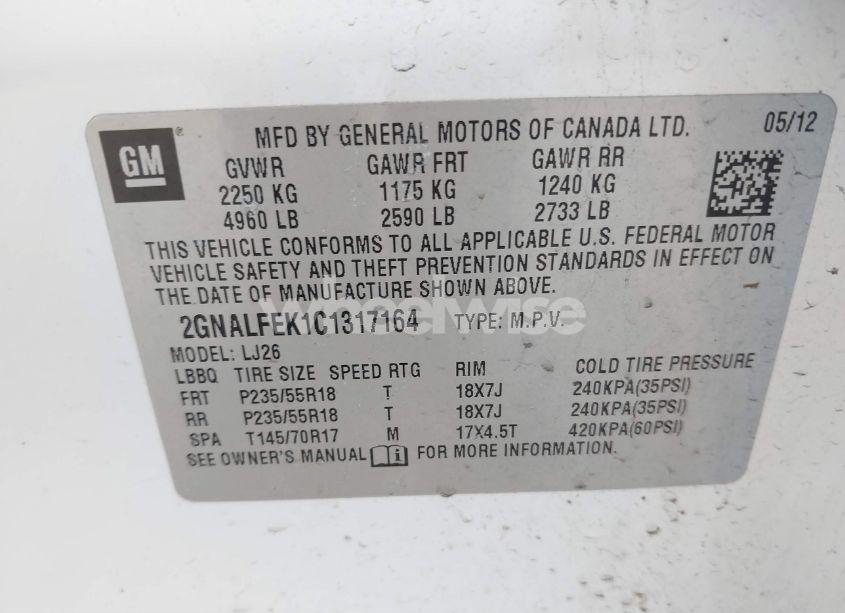 GM®
MFD BY GENERAL MOTORS OF CANADA LTD. 05/12
GVWR GAWR FRT GAWR RR
2250 KG 1175 KG 1240 KG
4960 LB 2590 LB 2733 LB
THIS VEHICLE CONFORMS TO ALL APPLICABLE U.S. FEDERAL MOTOR
VEHICLE SAFETY AND THEFT PREVENTION STANDARDS IN EFFECT ON
THE DATE OF MANUFACTURE SHOWN ABOVE.
wheelwise
2GNALFEK1C1317164 TYPE: M.P.V.
MODEL: LJ26
LBBQ TIRE SIZE SPEED RTG RIM COLD TIRE PRESSURE
FRT P235/55R18 T 18X7J 240KPA(35PSI)
RR P235/55R18 T 18X7J 240KPA(35PSI)
SPA T145/70R17 M 17X4.5T 420KPA(60PSI)
SEE OWNER'S MANUAL i FOR MORE INFORMATION.